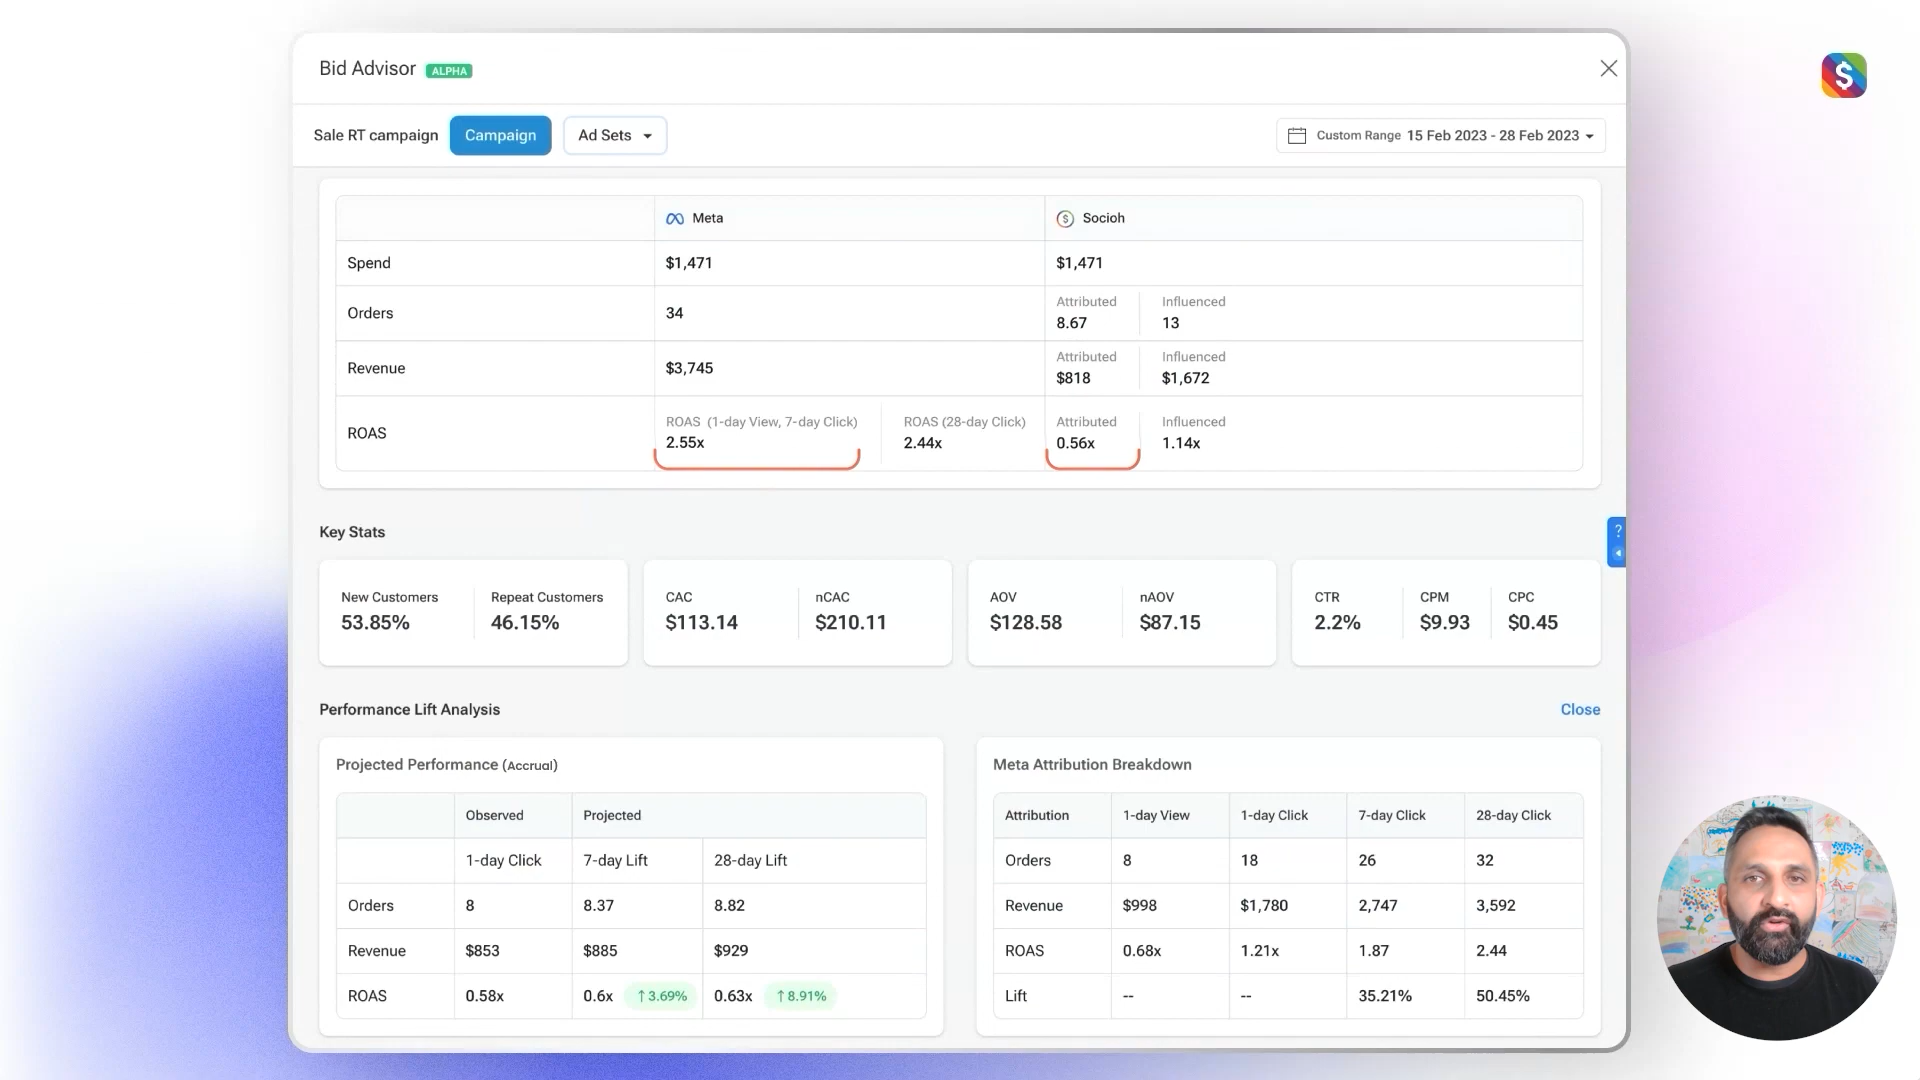 Bid Advisor ALPHA
$
Sale RT campaign Campaign Ad Sets Custom Range 15 Feb 2023 - 28 Feb 2023
Meta $ Socioh
Spend $1,471 $1,471
Orders 34 Attributed 8.67 Influenced 13
Revenue $3,745 Attributed $818 Influenced $1,672
ROAS ROAS (1-day View, 7-day Click) 2.55x ROAS (28-day Click) 2.44x Attributed 0.56x Influenced 1.14x
Key Stats
?
New Customers Repeat Customers CAC nCAC AOV nAOV CTR CPM CPC
53.85% 46.15% $113.14 $210.11 $128.58 $87.15 2.2% $9.93 $0.45
Performance Lift Analysis Close
Projected Performance (Accrual)
Observed Projected
1-day Click 7-day Lift 28-day Lift
Orders 8 8.37 8.82
Revenue $853 $885 $929
ROAS 0.58x 0.6x ↑3.69% 0.63x ↑8.91%
Meta Attribution Breakdown
Attribution 1-day View 1-day Click 7-day Click 28-day Click
Orders 8 18 26 32
Revenue $998 $1,780 2,747 3,592
ROAS 0.68x 1.21x 1.87 2.44
Lift -- -- 35.21% 50.45%